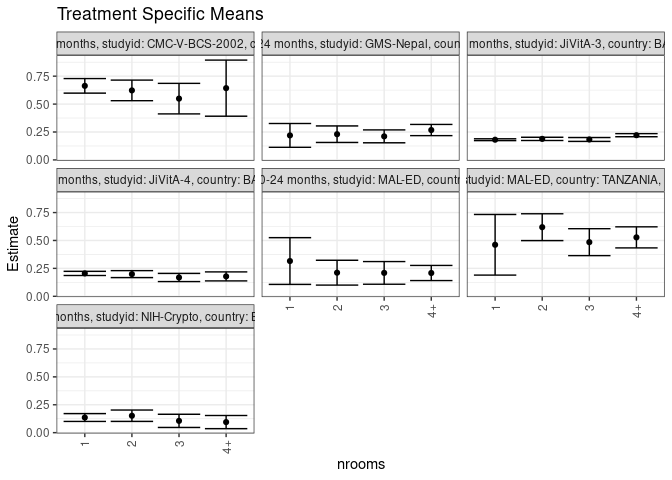 Treatment Specific Means
months, studyid: CMC-V-BCS-2002,
24 months, studyid: GMS-Nepal, coun
months, studyid: JiVitA-3, country: BA
0.75
0.50
0.25
0.00
months, studyid: JiVitA-4, country: BA
0-24 months, studyid: MAL-ED, countr
studyid: MAL-ED, country: TANZANIA,
0.75
0.50
0.25
0.00
Estimate
1
2
3
4+
1
2
3
4+
months, studyid: NIH-Crypto, country:
0.75
0.50
0.25
0.00
1
2
3
4+
nrooms